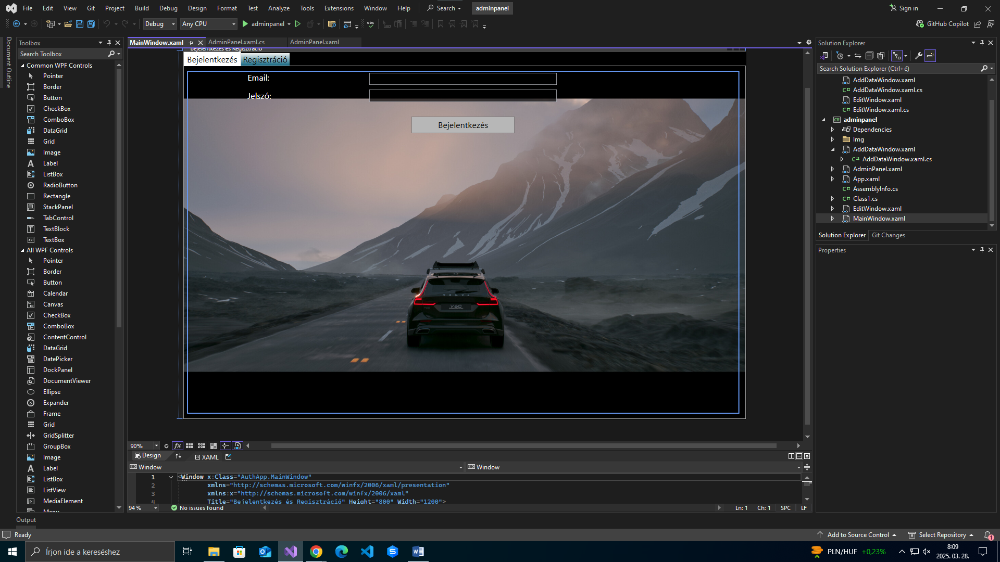 File Edit View Git Project Build Debug Design Format Test Analyze Tools Extensions Window Help Search adminpanel Sign in
Debug Any CPU adminpanel GitHub Copilot
Document Outline
Toolbox
Search Toolbox
Common WPF Controls
Pointer
Border
Button
CheckBox
ComboBox
DataGrid
Grid
Image
Label
ListBox
RadioButton
Rectangle
StackPanel
TabControl
TextBlock
TextBox
All WPF Controls
Pointer
Border
Button
Calendar
Canvas
CheckBox
ComboBox
ContentControl
DataGrid
DatePicker
DockPanel
DocumentViewer
Ellipse
Expander
Frame
Grid
GridSplitter
GroupBox
Image
Label
ListBox
ListView
MediaElement
Menu
MainWindow.xaml AdminPanel.xaml.cs AdminPanel.xaml
Bejelentkezés és Regisztráció
Bejelentkezés Regisztráció
Email:
Jelszó:
Bejelentkezés
VOLVO
V60
90%
Design XAML
Window Window
1 <Window x:Class="AuthApp.MainWindow"
2 xmlns="http://schemas.microsoft.com/winfx/2006/xaml/presentation"
3 xmlns:x="http://schemas.microsoft.com/winfx/2006/xaml"
4 Title="Bejelentkezés és Regisztráció" Height="800" Width="1200">
94 % No issues found Ln: 1 Ch: 1 SPC LF
Solution Explorer
Search Solution Explorer (Ctrl+é)
AddDataWindow.xaml
C# AddDataWindow.xaml.cs
EditWindow.xaml
C# EditWindow.xaml.cs
C# adminpanel
Dependencies
Img
AddDataWindow.xaml
C# AddDataWindow.xaml.cs
AdminPanel.xaml
App.xaml
C# AssemblyInfo.cs
C# Class1.cs
EditWindow.xaml
MainWindow.xaml
Solution Explorer Git Changes
Properties
Output
Ready Add to Source Control Select Repository 1
Írjon ide a kereséshez PLN/HUF +0,23% 8:09
2025. 03. 28.